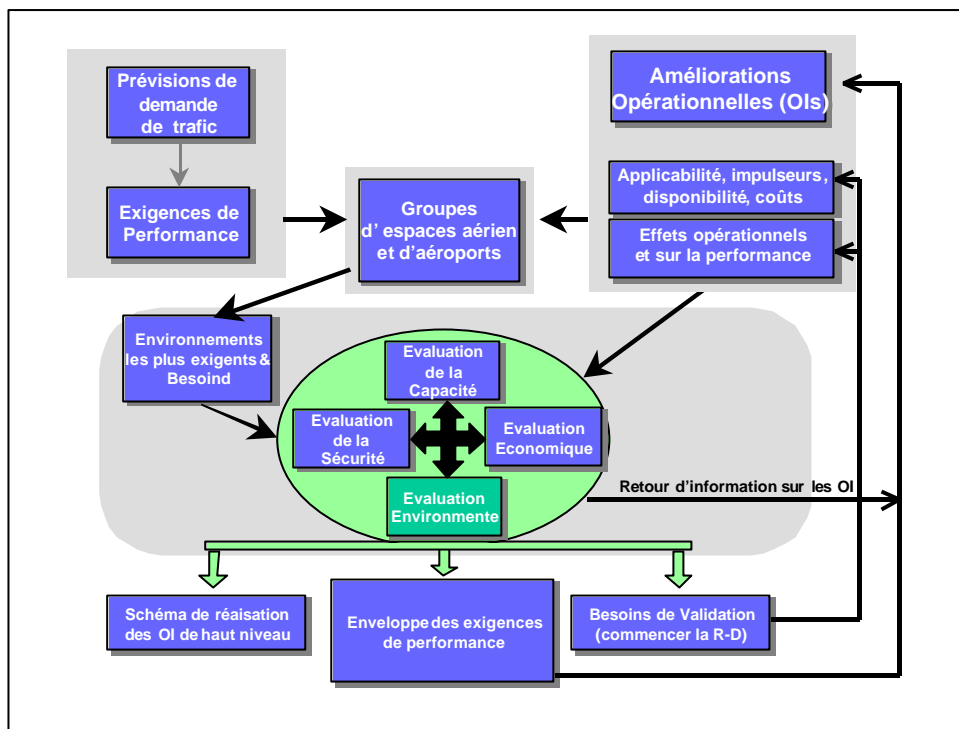 Prévisions de
demande
de trafic
Exigences de
Performance
Groupes
d' espaces aérien
et d'aéroports
Améliorations
Opérationnelles (OIs)
Applicabilité, impulseurs,
disponibilité, coûts
Effets opérationnels
et sur la performance
Environnements
les plus exigents &
Besoind
Evaluation
de la
Capacité
Evaluation
de la
Sécurité
Evaluation
Economique
Evaluation
Environmente
Retour d'information sur les OI
Schéma de réaisation
des OI de haut niveau
Enveloppe des exigences
de performance
Besoins de Validation
(commencer la R-D)